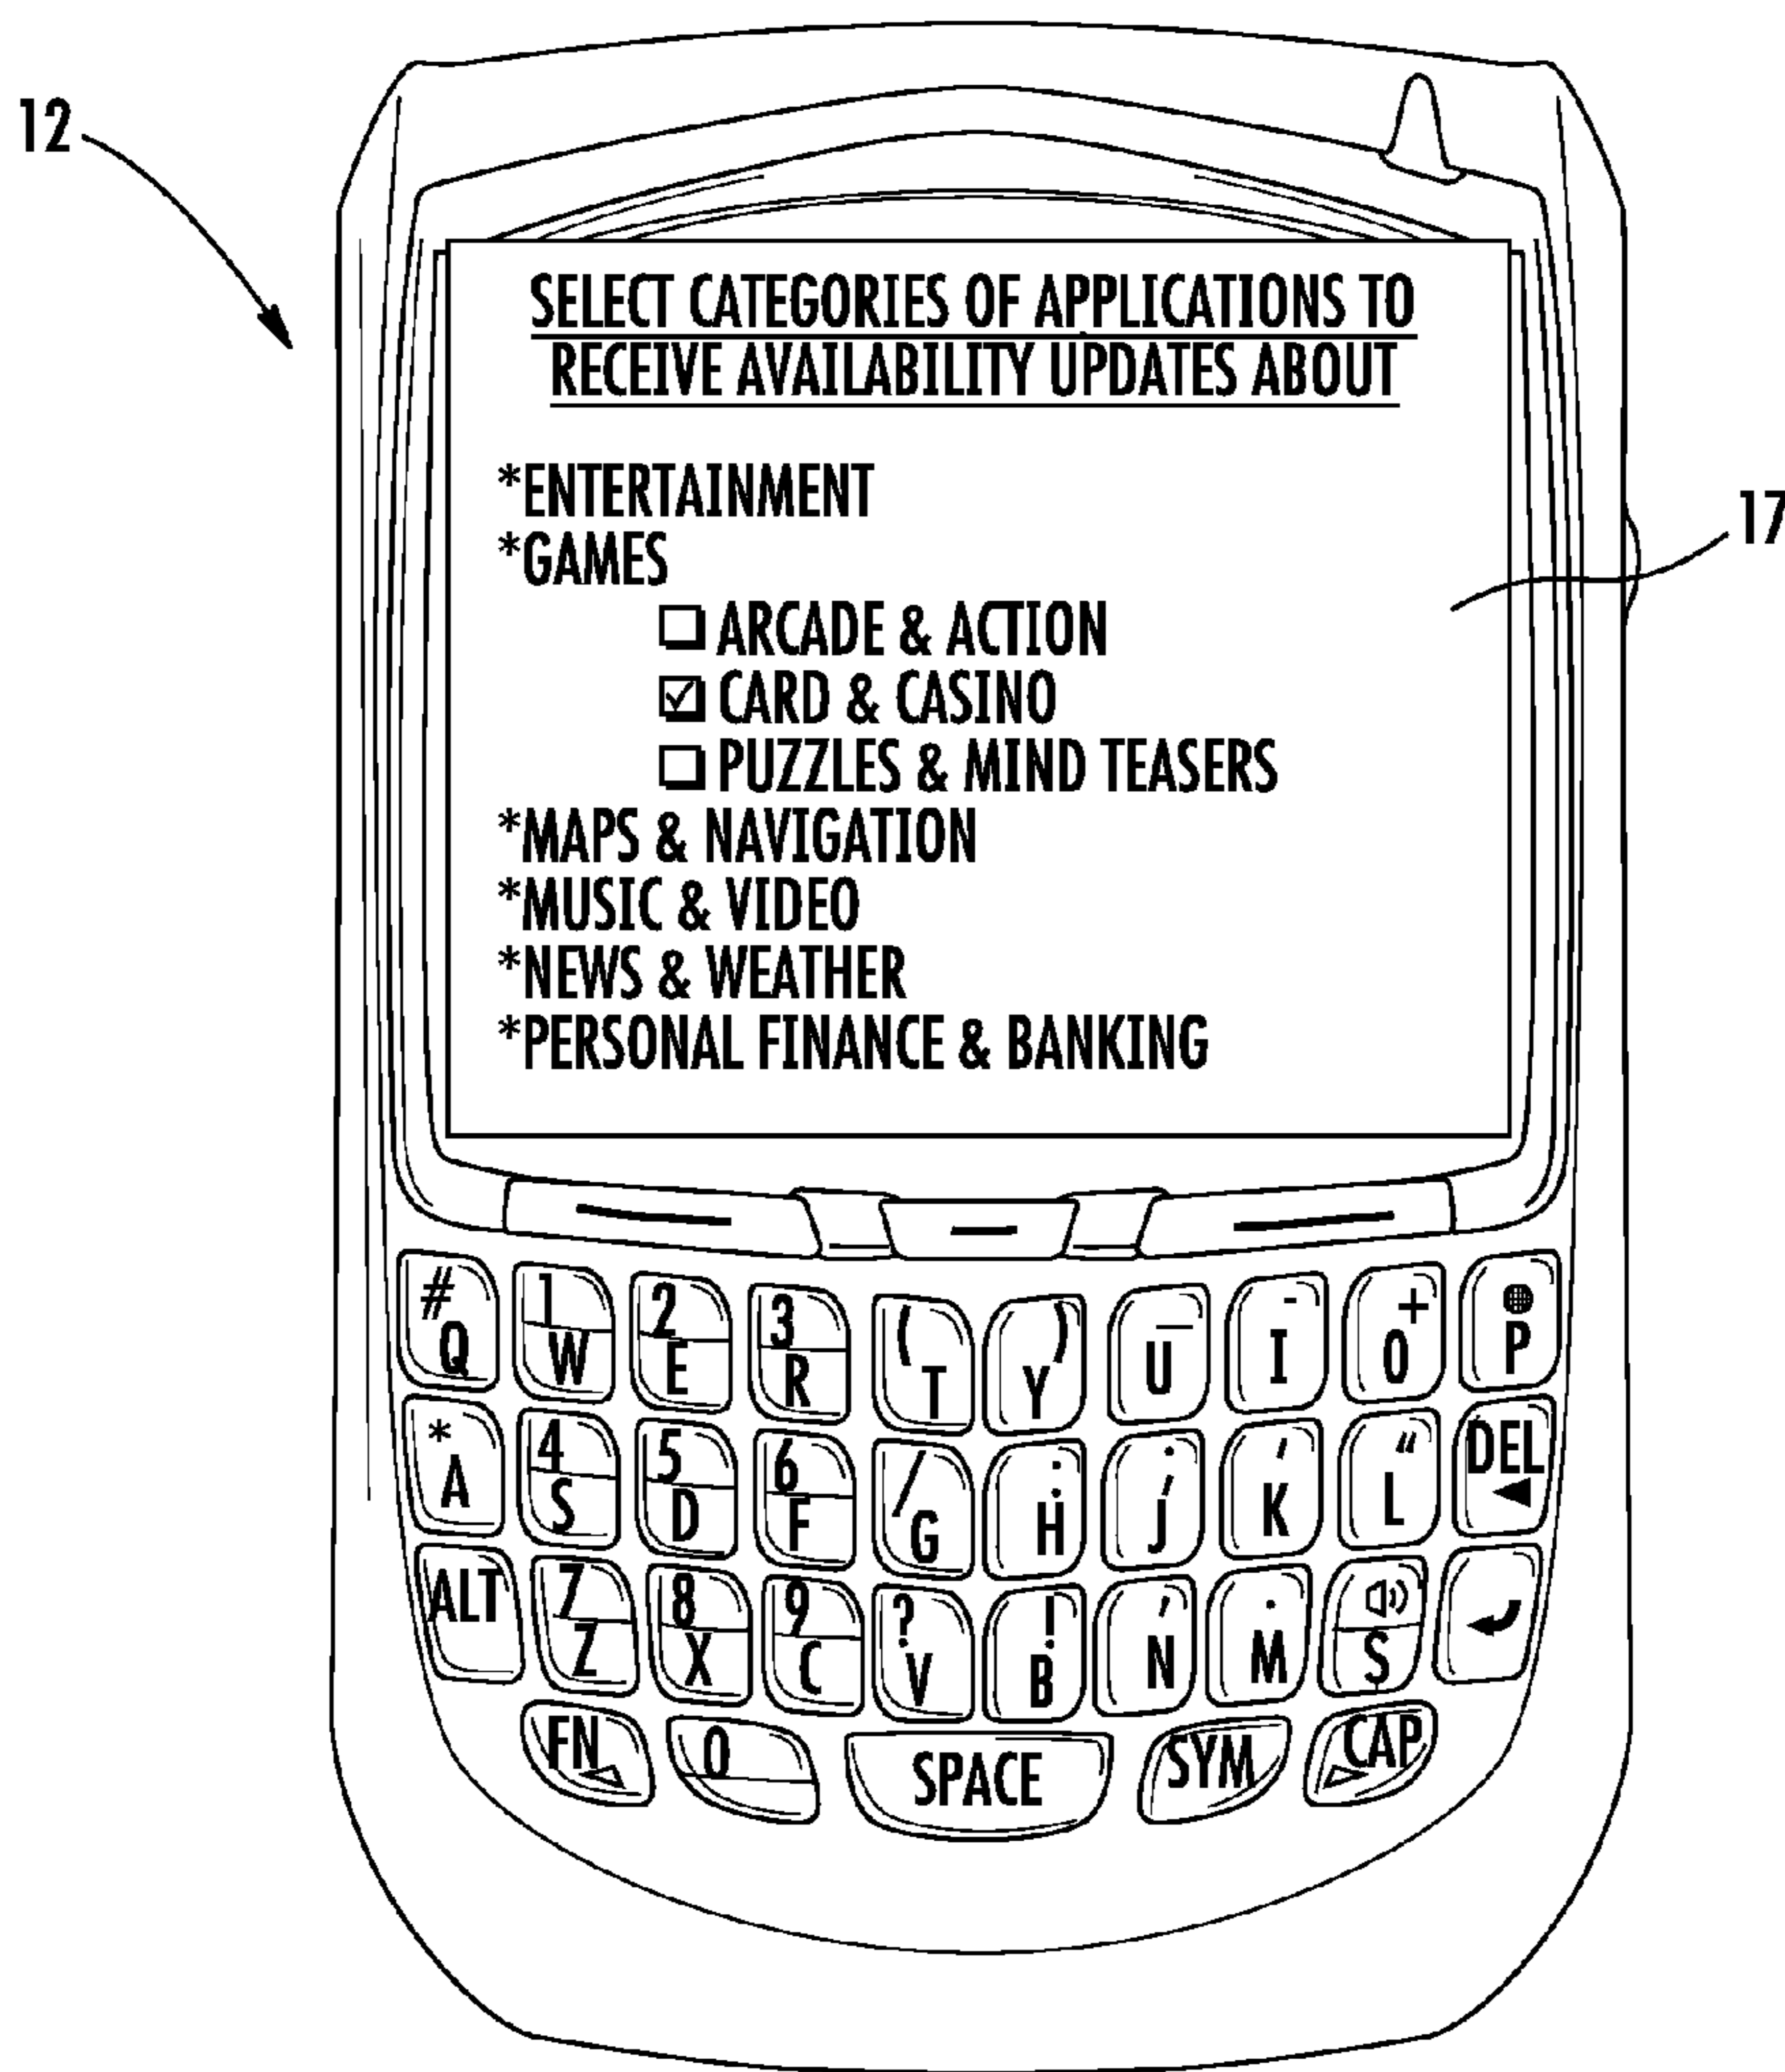 12
SELECT CATEGORIES OF APPLICATIONS TO
RECEIVE AVAILABILITY UPDATES ABOUT
*ENTERTAINMENT
*GAMES
ARCADE & ACTION
CARD & CASINO
PUZZLES & MIND TEASERS
*MAPS & NAVIGATION
*MUSIC & VIDEO
*NEWS & WEATHER
*PERSONAL FINANCE & BANKING
17
# 1 2 3 ( ) _ - +
Q W E R T Y U I O P
* 4 5 6 / : ; ' " DEL
A S D F G H J K L
ALT 7 8 9 ? ! , .
Z X C V B N M $
FN 0 SPACE SYM CAP